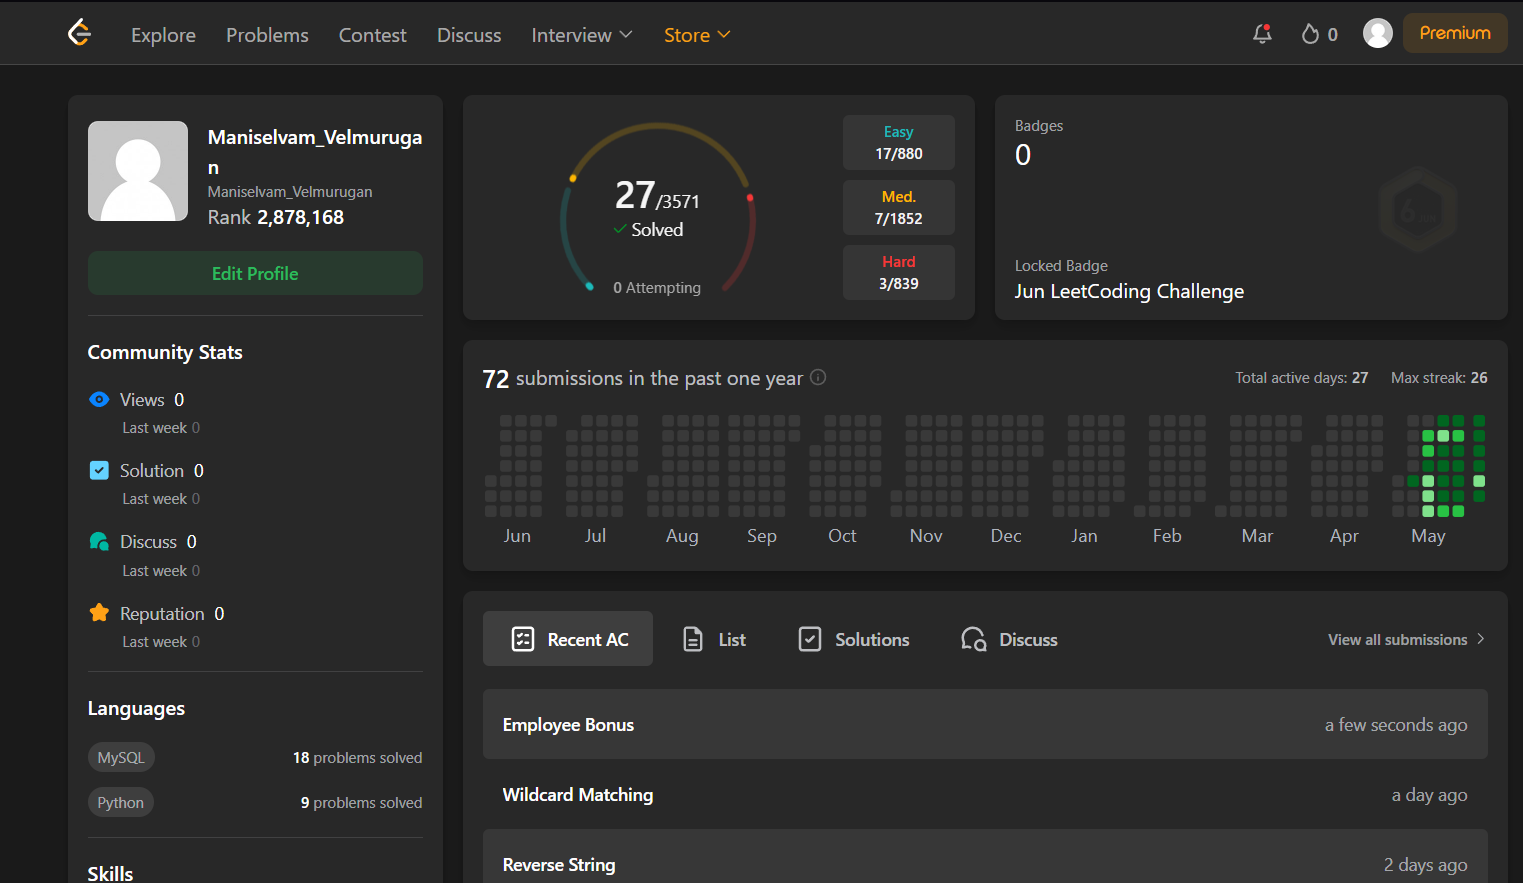 Explore Problems Contest Discuss Interview Store 0 Premium
Maniselvam_Velmuruga
n
Maniselvam_Velmurugan
Rank 2,878,168
Edit Profile
Community Stats
Views 0
Last week 0
Solution 0
Last week 0
Discuss 0
Last week 0
Reputation 0
Last week 0
Languages
MySQL 18 problems solved
Python 9 problems solved
Skills
27/3571
Solved
0 Attempting
Easy
17/880
Med.
7/1852
Hard
3/839
Badges
0
Locked Badge
Jun LeetCoding Challenge
6 JUN
72 submissions in the past one year Total active days: 27 Max streak: 26
Jun Jul Aug Sep Oct Nov Dec Jan Feb Mar Apr May
Recent AC List Solutions Discuss View all submissions
Employee Bonus a few seconds ago
Wildcard Matching a day ago
Reverse String 2 days ago